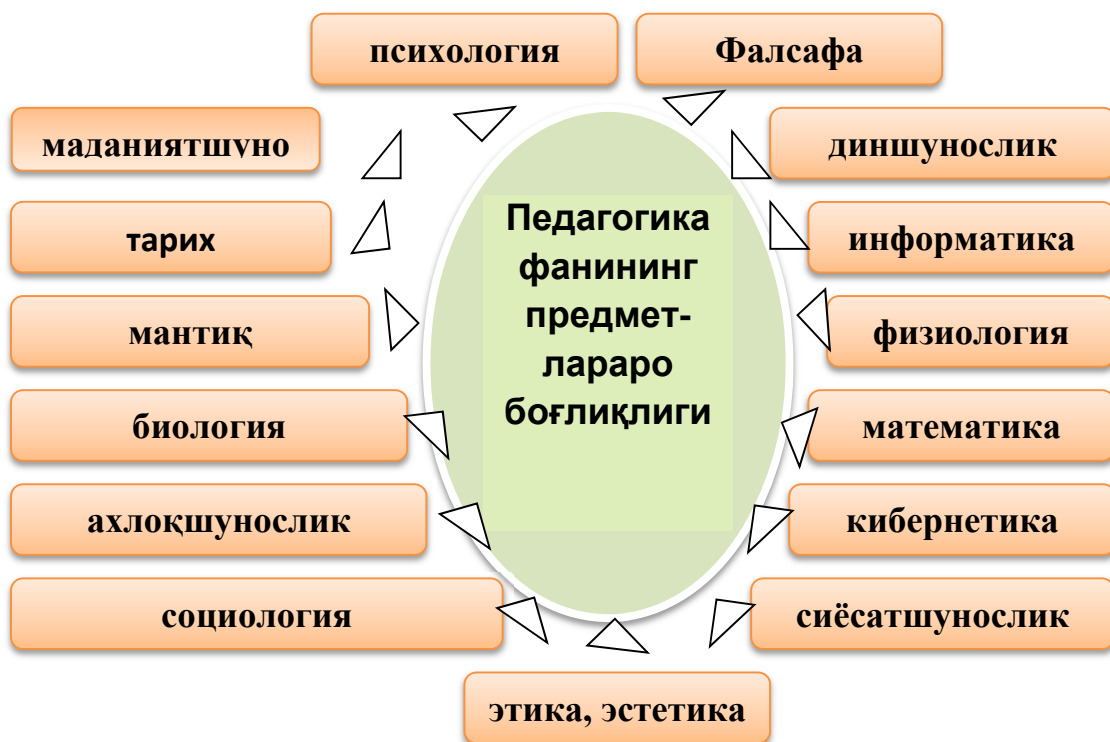 психология
Фалсафа
маданиятшуно
диншунослик
тарих
информатика
мантиқ
физиология
биология
математика
ахлоқшунослик
кибернетика
социология
сиёсатшунослик
этика, эстетика
Педагогика
фанининг
предмет-
лараро
боғлиқлиги